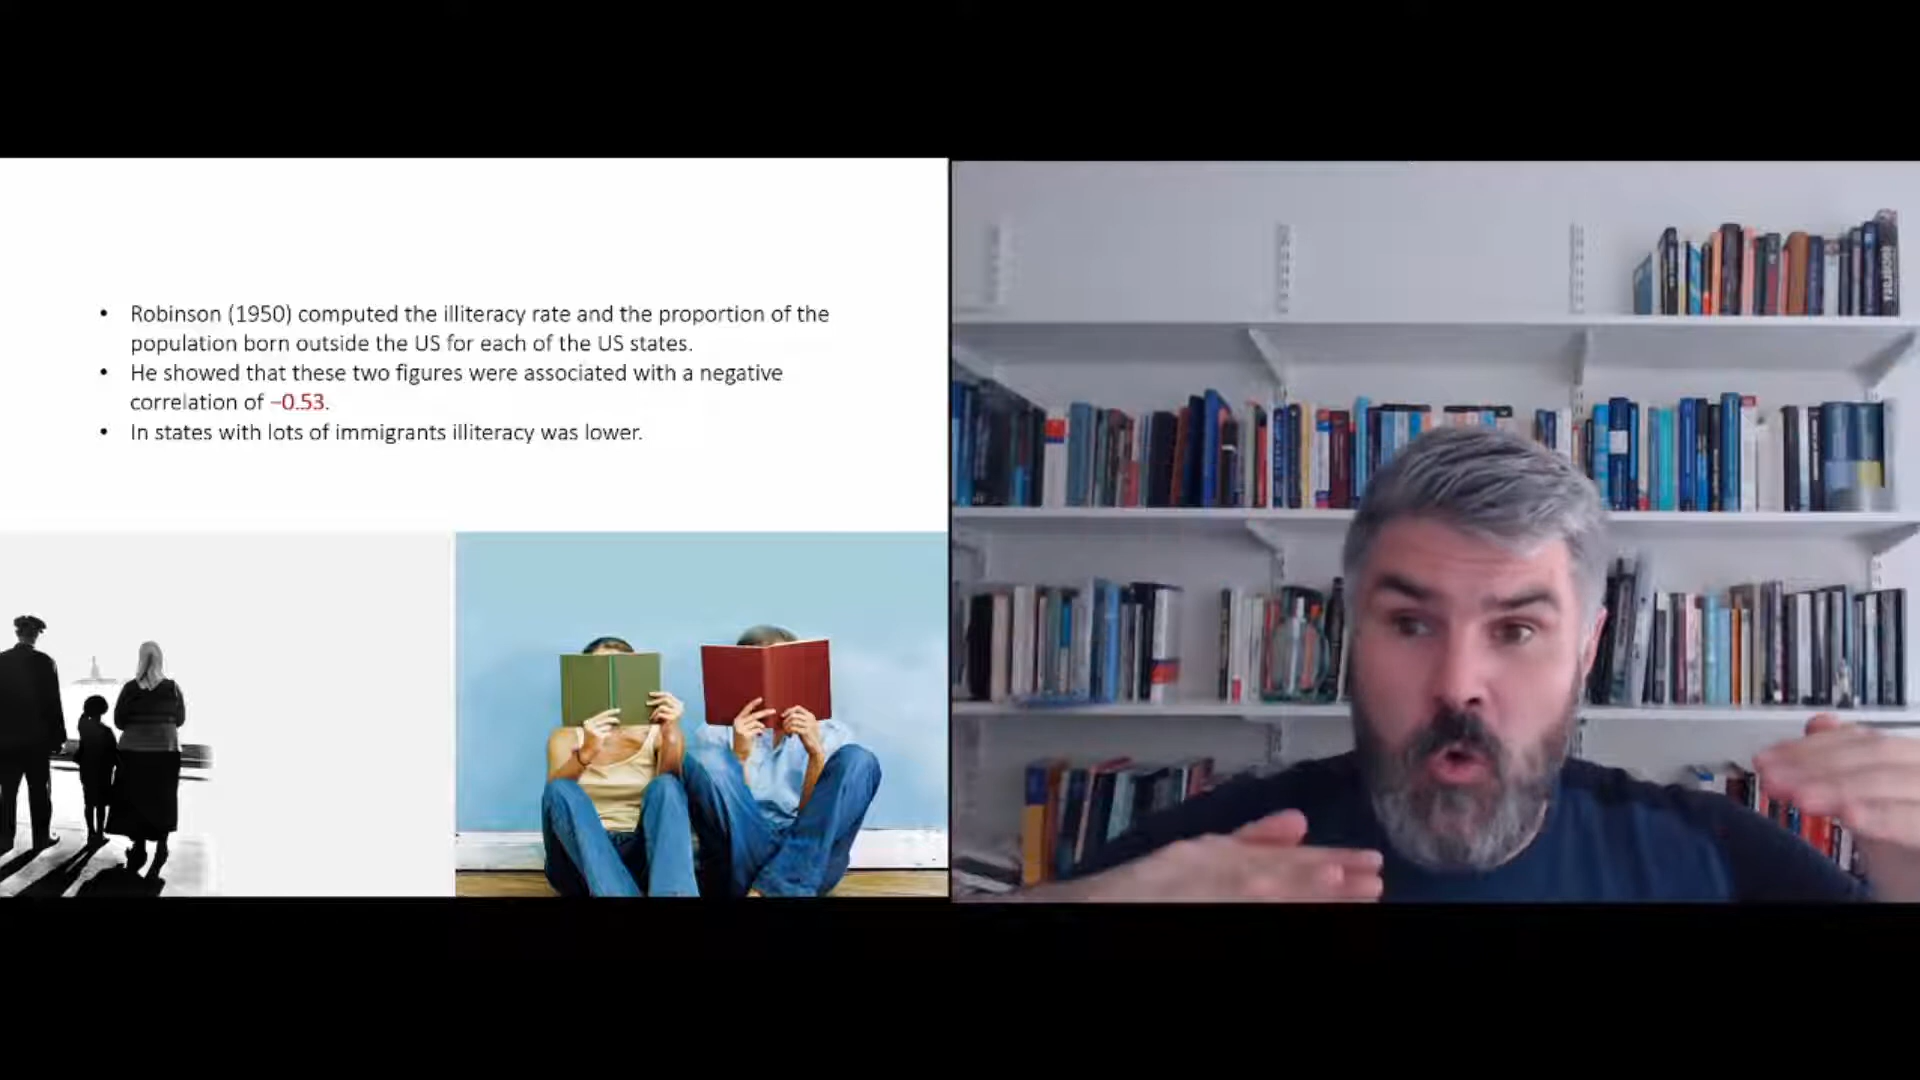 • Robinson (1950) computed the illiteracy rate and the proportion of the
population born outside the US for each of the US states.
• He showed that these two figures were associated with a negative
correlation of −0.53.
• In states with lots of immigrants illiteracy was lower.